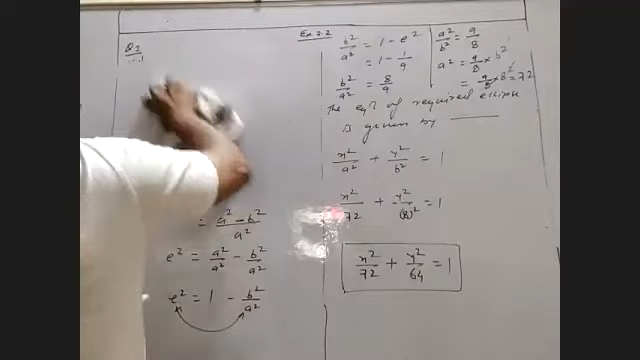 Q2
= a² - b² / a²
e² = a²/a² - b²/a²
e² = 1 - b²/a²
Ex 7.2
b²/a² = 1 - e²
= 1 - 1/9
b²/a² = 8/9
a²/b² = 9/8
a² = 9/8 × b²
= 9/8 × 8² = 72
The eqn of required ellipse
is given by
x²/a² + y²/b² = 1
x²/72 + y²/(8)² = 1
x²/72 + y²/64 = 1